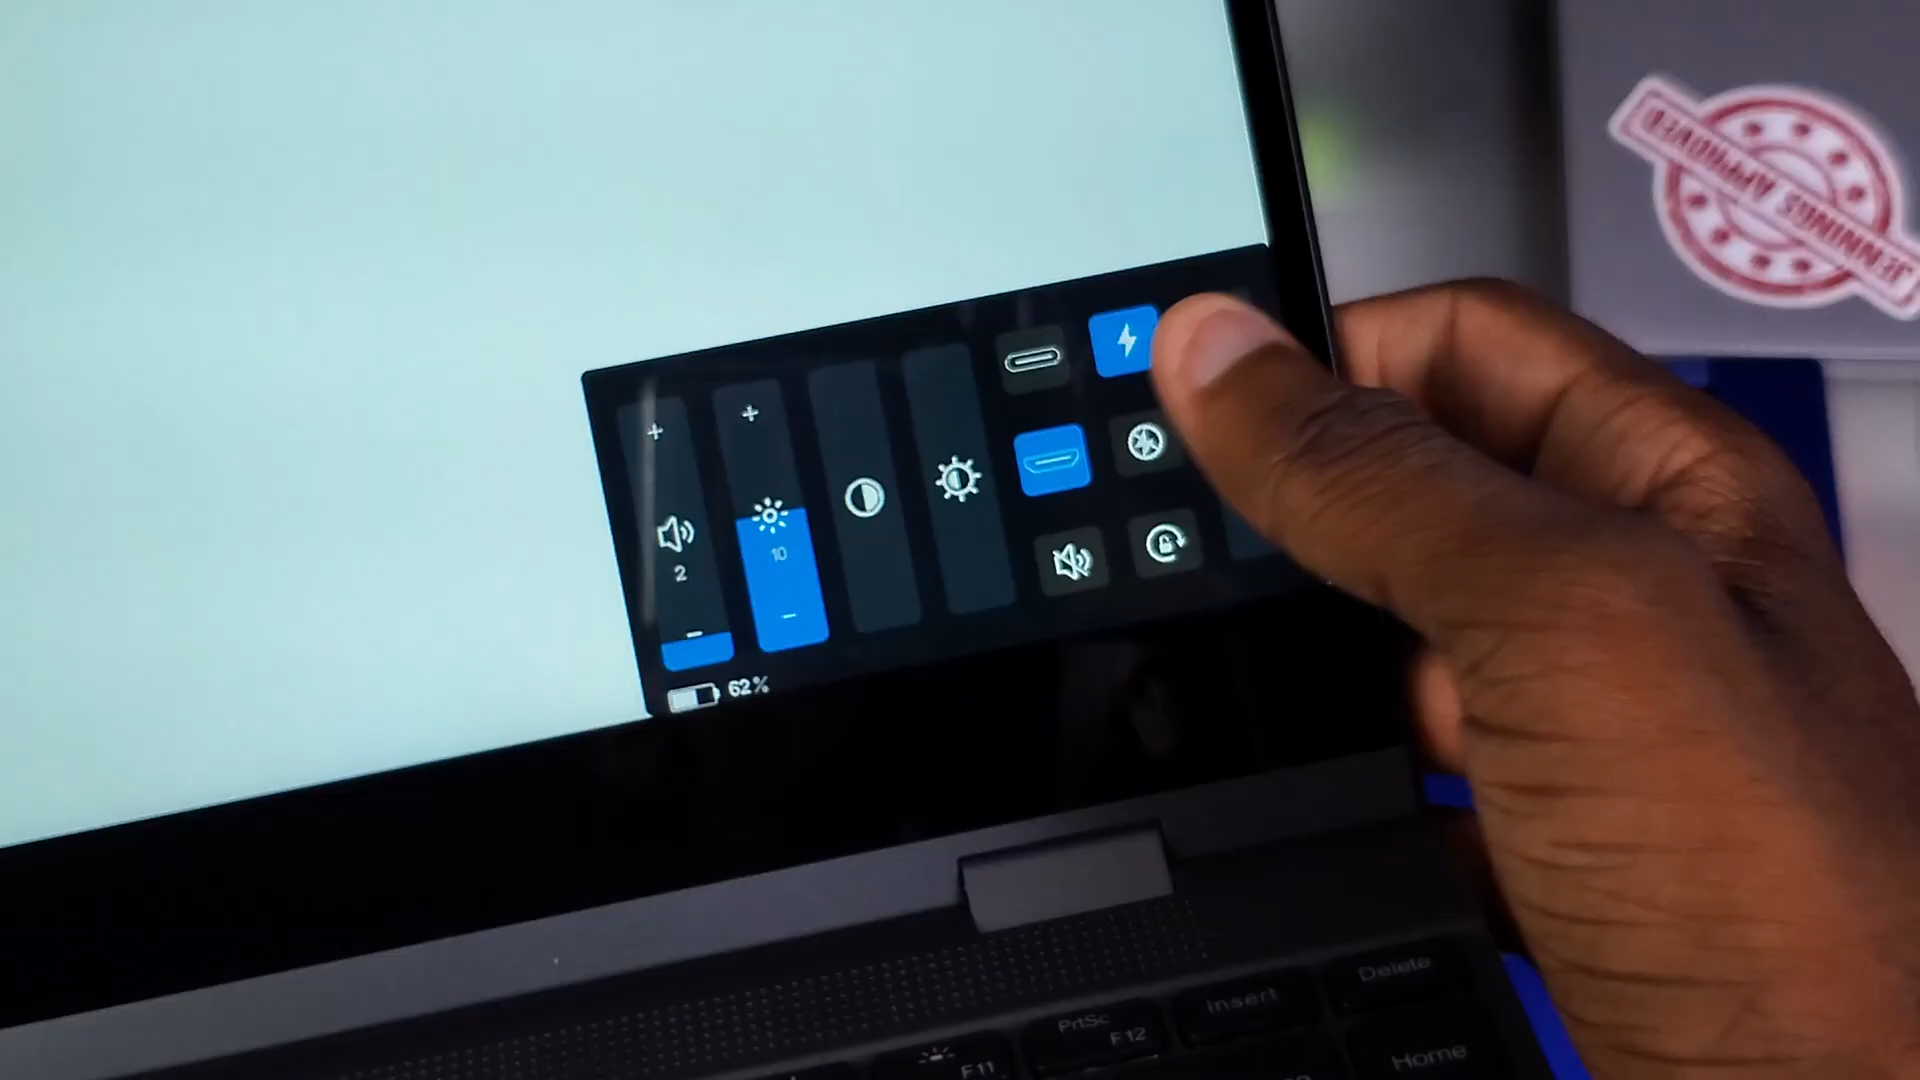 JENNINGS APPROVED
+
+
10
2
-
-
62%
Delete
Insert
PrtSc
F12
F11
Home